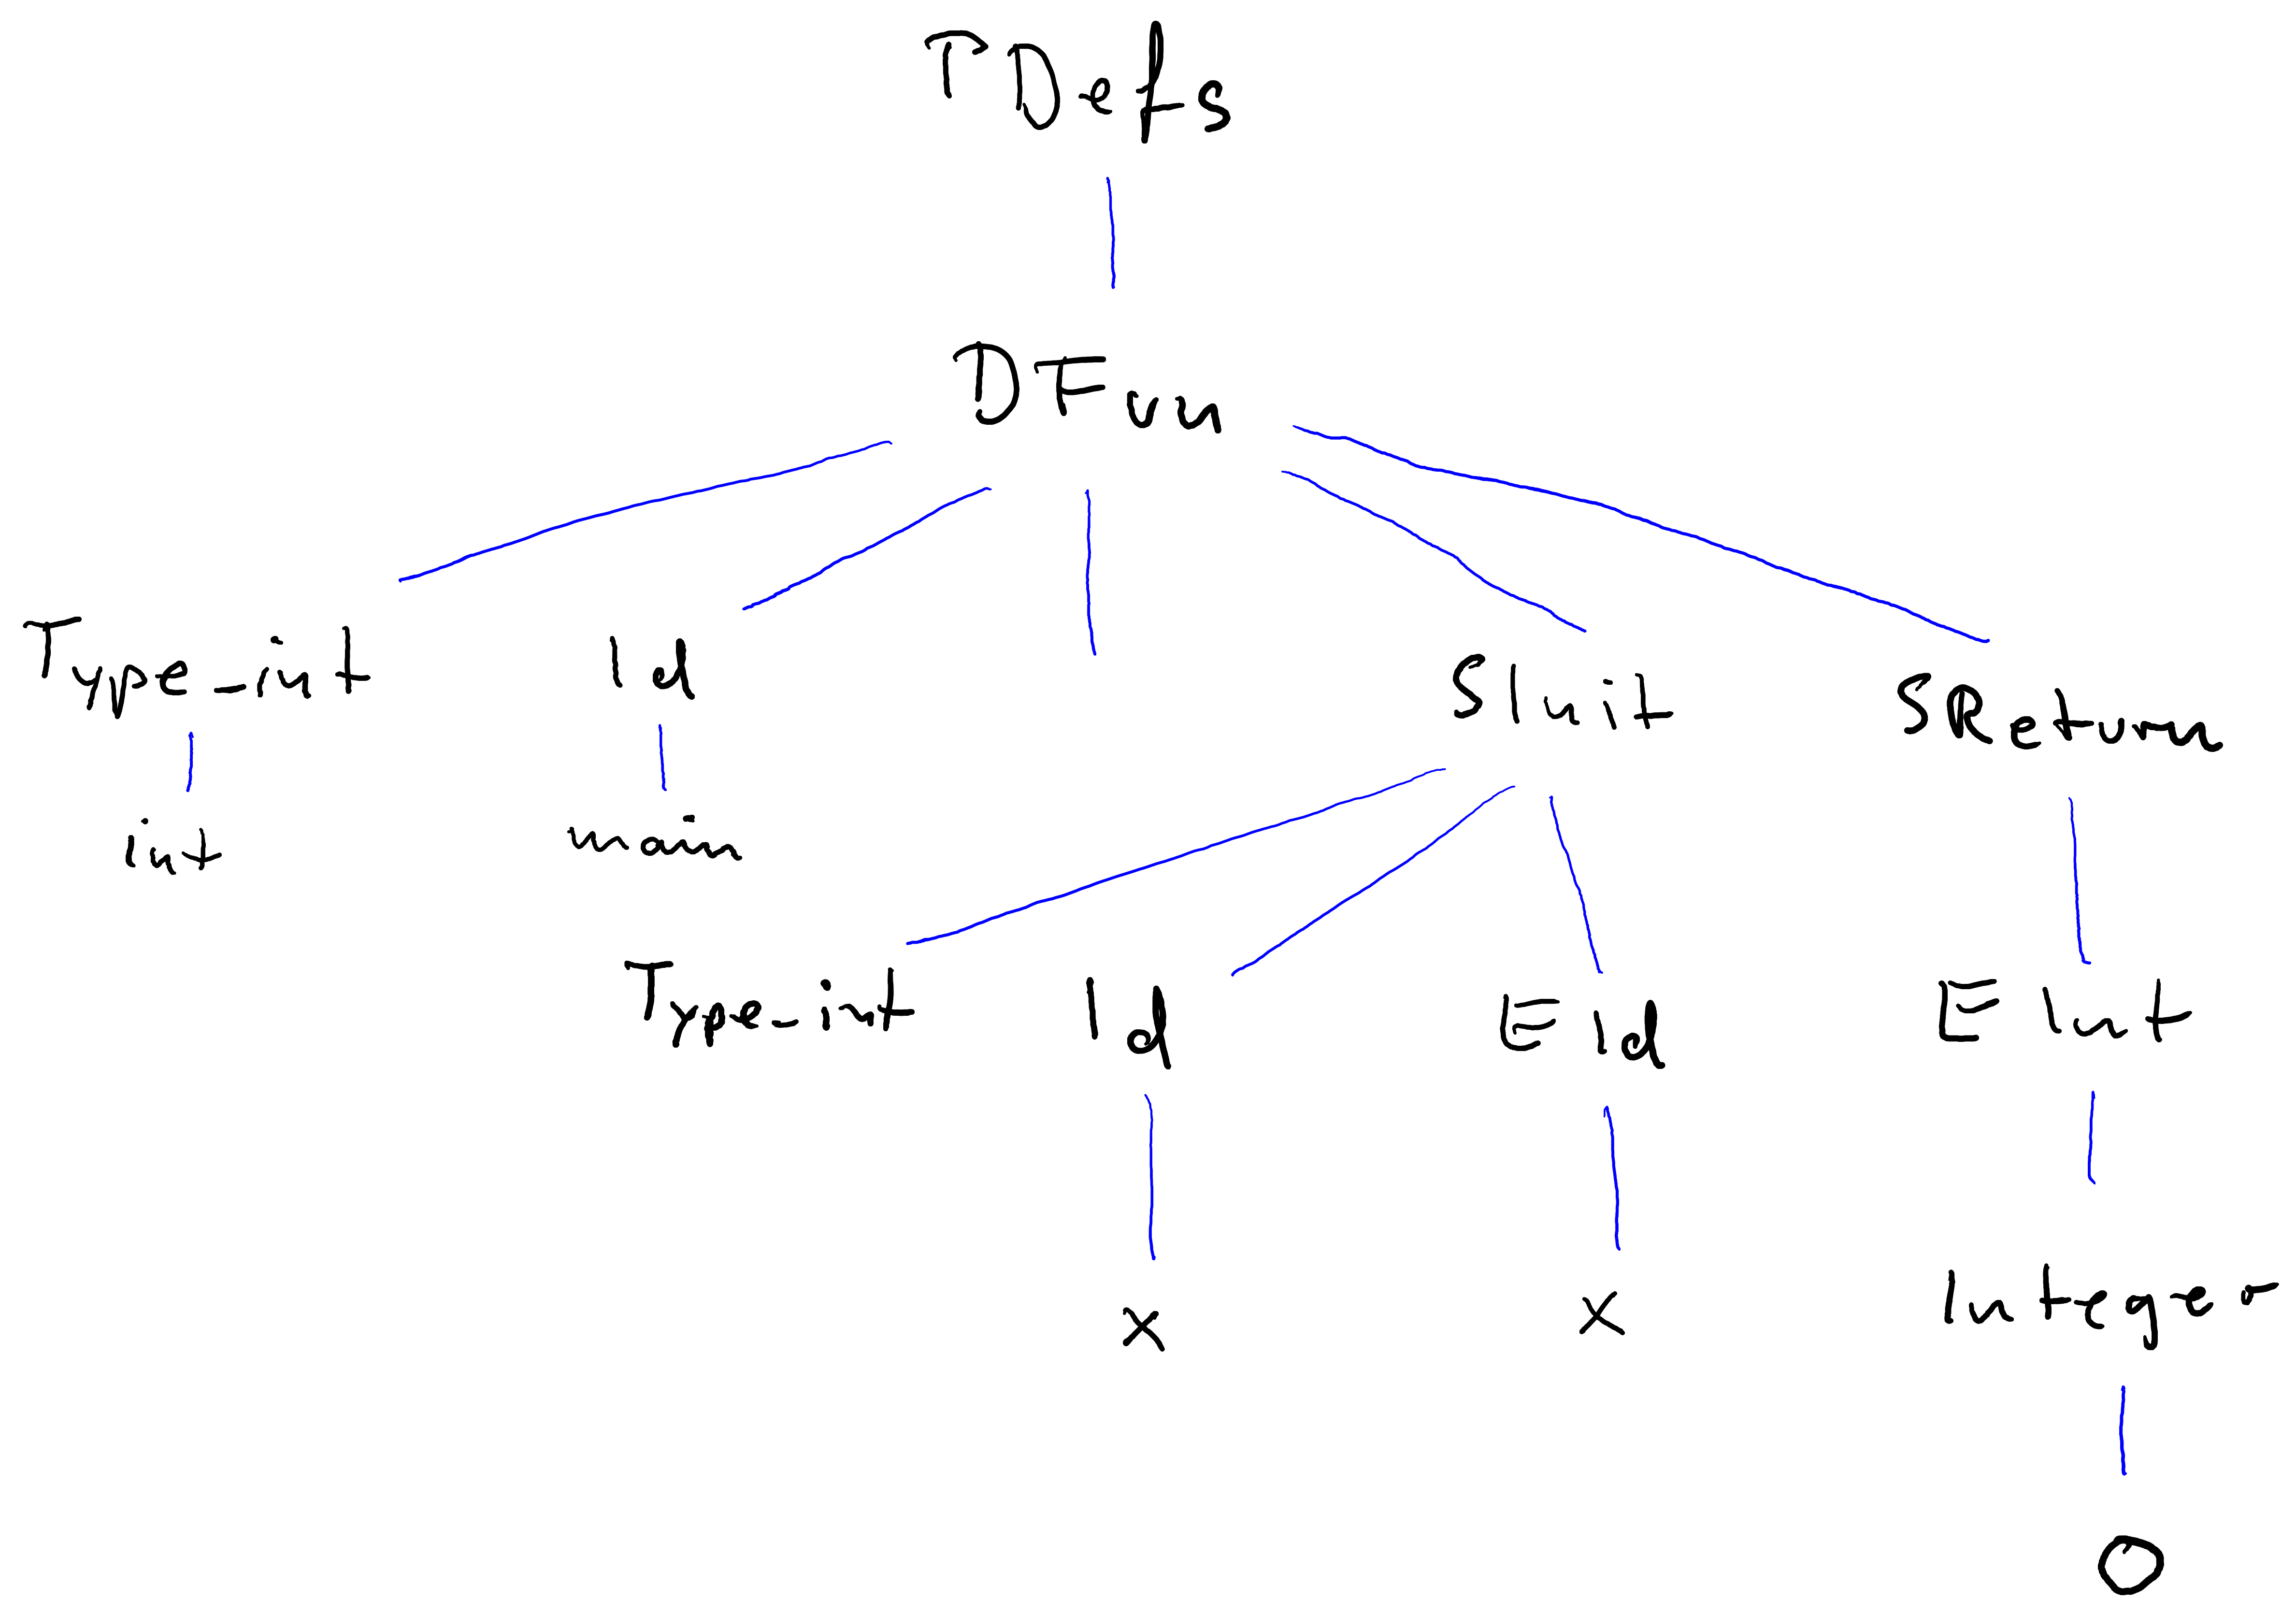 PDefs
DFun
Type_int Id SInit SReturn
int main
Type_int Id EId EInt
x x Integer
0